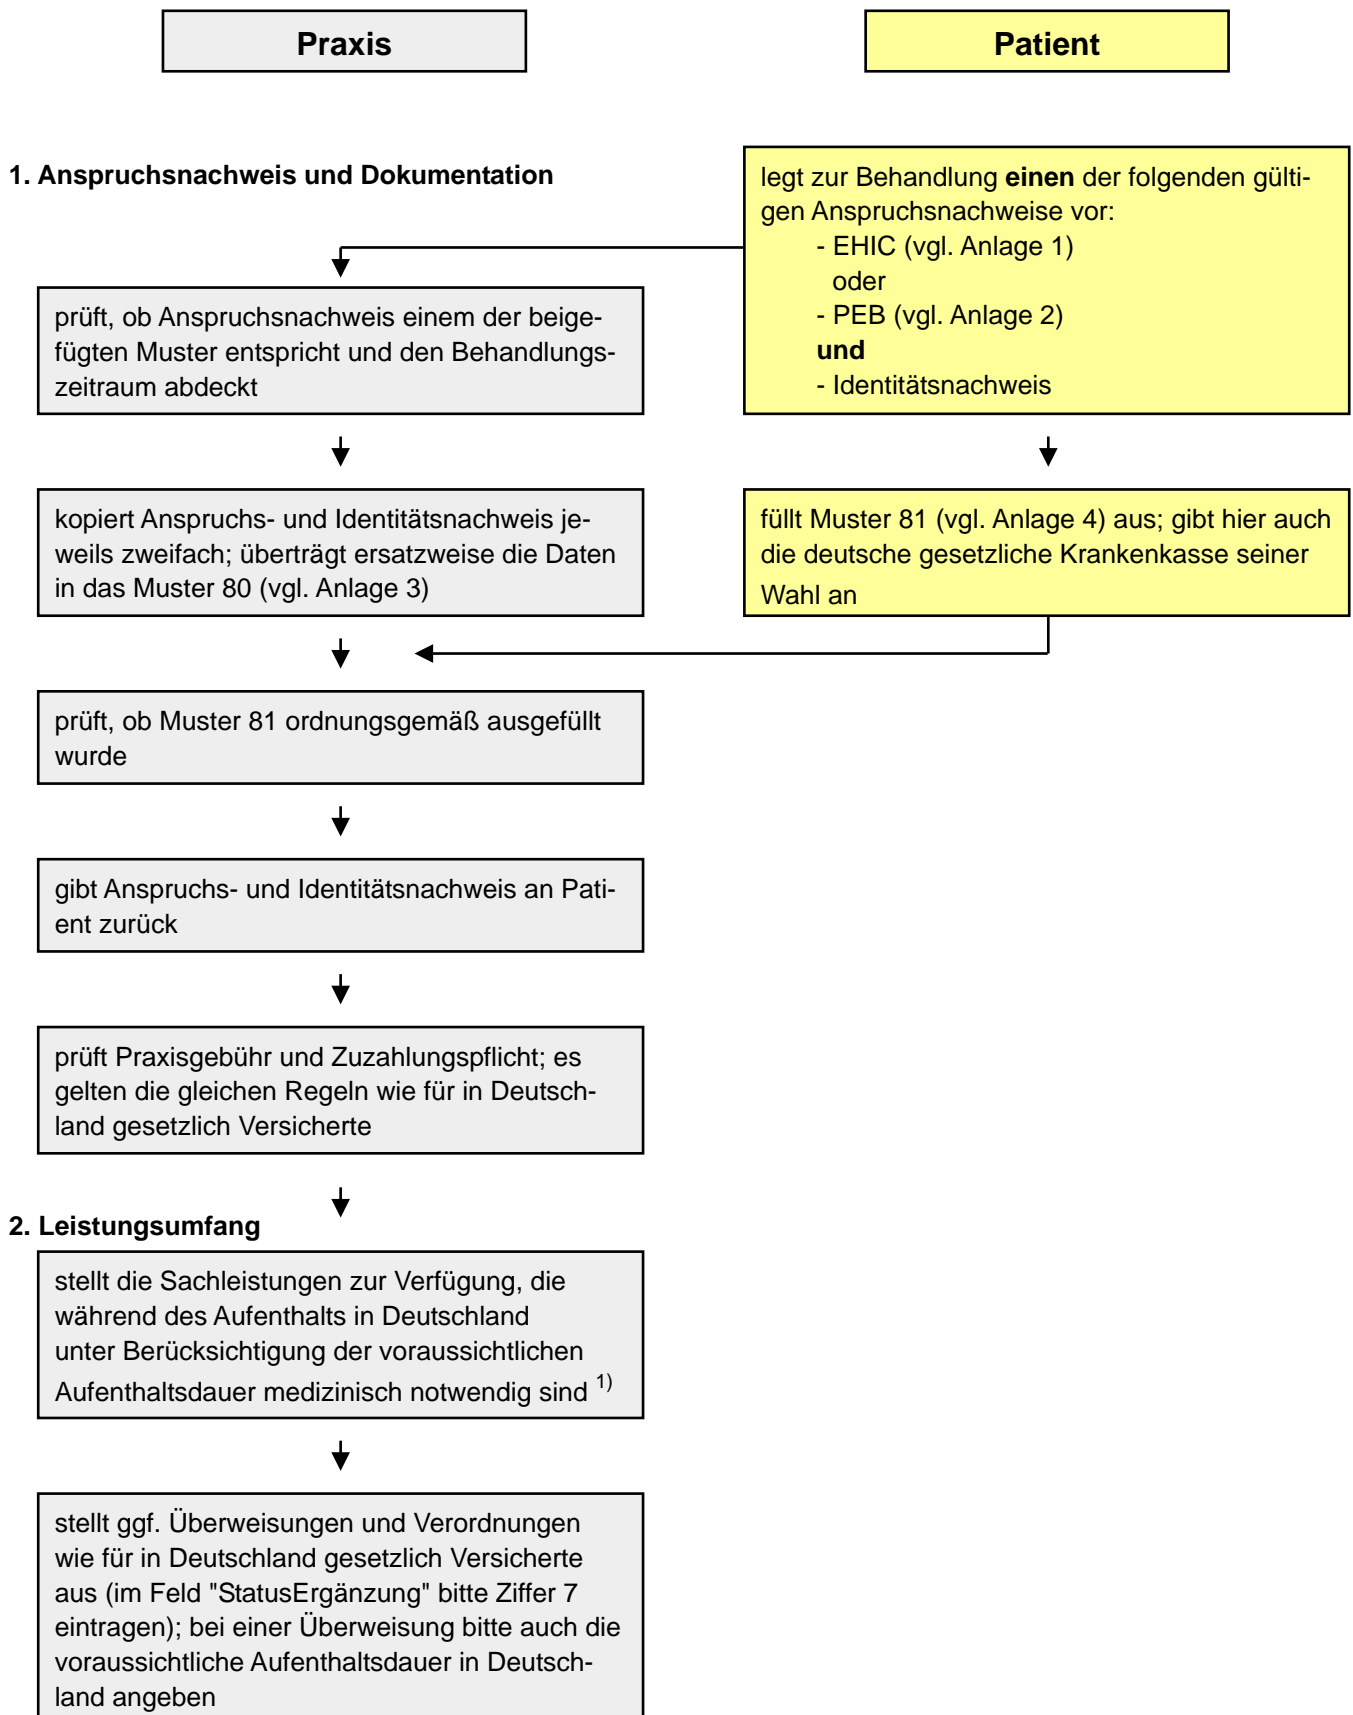 Praxis
Patient
1. Anspruchsnachweis und Dokumentation
legt zur Behandlung einen der folgenden gülti-
gen Anspruchsnachweise vor:
- EHIC (vgl. Anlage 1)
oder
- PEB (vgl. Anlage 2)
und
- Identitätsnachweis
prüft, ob Anspruchsnachweis einem der beige-
fügten Muster entspricht und den Behandlungs-
zeitraum abdeckt
kopiert Anspruchs- und Identitätsnachweis je-
weils zweifach; überträgt ersatzweise die Daten
in das Muster 80 (vgl. Anlage 3)
füllt Muster 81 (vgl. Anlage 4) aus; gibt hier auch
die deutsche gesetzliche Krankenkasse seiner
Wahl an
prüft, ob Muster 81 ordnungsgemäß ausgefüllt
wurde
gibt Anspruchs- und Identitätsnachweis an Pati-
ent zurück
prüft Praxisgebühr und Zuzahlungspflicht; es
gelten die gleichen Regeln wie für in Deutsch-
land gesetzlich Versicherte
2. Leistungsumfang
stellt die Sachleistungen zur Verfügung, die
während des Aufenthalts in Deutschland
unter Berücksichtigung der voraussichtlichen
Aufenthaltsdauer medizinisch notwendig sind 1)
stellt ggf. Überweisungen und Verordnungen
wie für in Deutschland gesetzlich Versicherte
aus (im Feld "StatusErgänzung" bitte Ziffer 7
eintragen); bei einer Überweisung bitte auch die
voraussichtliche Aufenthaltsdauer in Deutsch-
land angeben